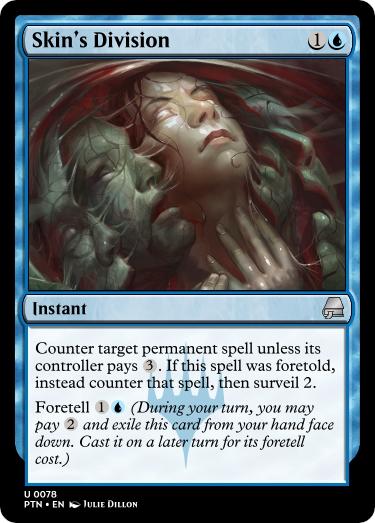 Skin's Division 1
Instant
Counter target permanent spell unless its
controller pays 3. If this spell was foretold,
instead counter that spell, then surveil 2.
Foretell 1 (During your turn, you may
pay 2 and exile this card from your hand face
down. Cast it on a later turn for its foretell
cost.)
U 0078
PTN • EN Julie Dillon